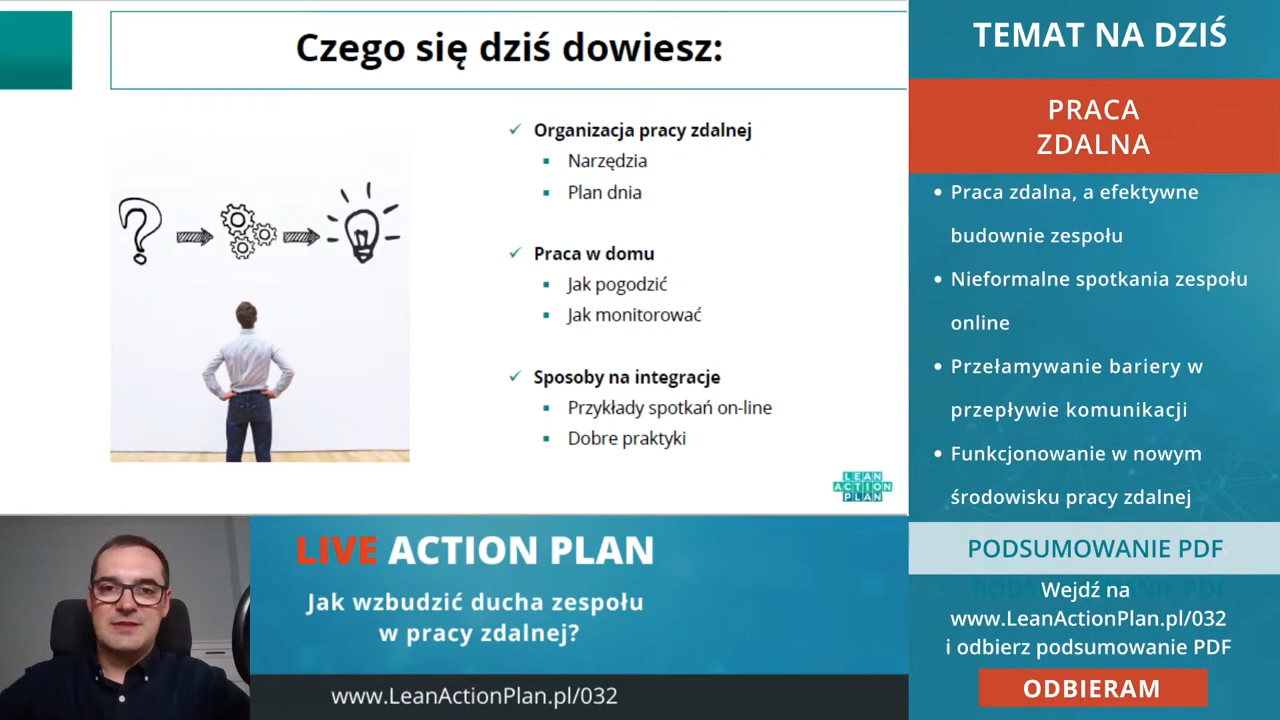 Czego się dziś dowiesz:
Organizacja pracy zdalnej
Narzędzia
Plan dnia
Praca w domu
Jak pogodzić
Jak monitorować
Sposoby na integracje
Przykłady spotkań on-line
Dobre praktyki
LEAN
ACTION
PLAN
TEMAT NA DZIŚ
PRACA
ZDALNA
Praca zdalna, a efektywne
budownie zespołu
Nieformalne spotkania zespołu
online
Przełamywanie bariery w
przepływie komunikacji
Funkcjonowanie w nowym
środowisku pracy zdalnej
PODSUMOWANIE PDF
PODSUMOWANIE PDF
Wejdź na
www.LeanActionPlan.pl/032
i odbierz podsumowanie PDF
ODBIERAM
LIVE ACTION PLAN
Jak wzbudzić ducha zespołu
w pracy zdalnej?
www.LeanActionPlan.pl/032